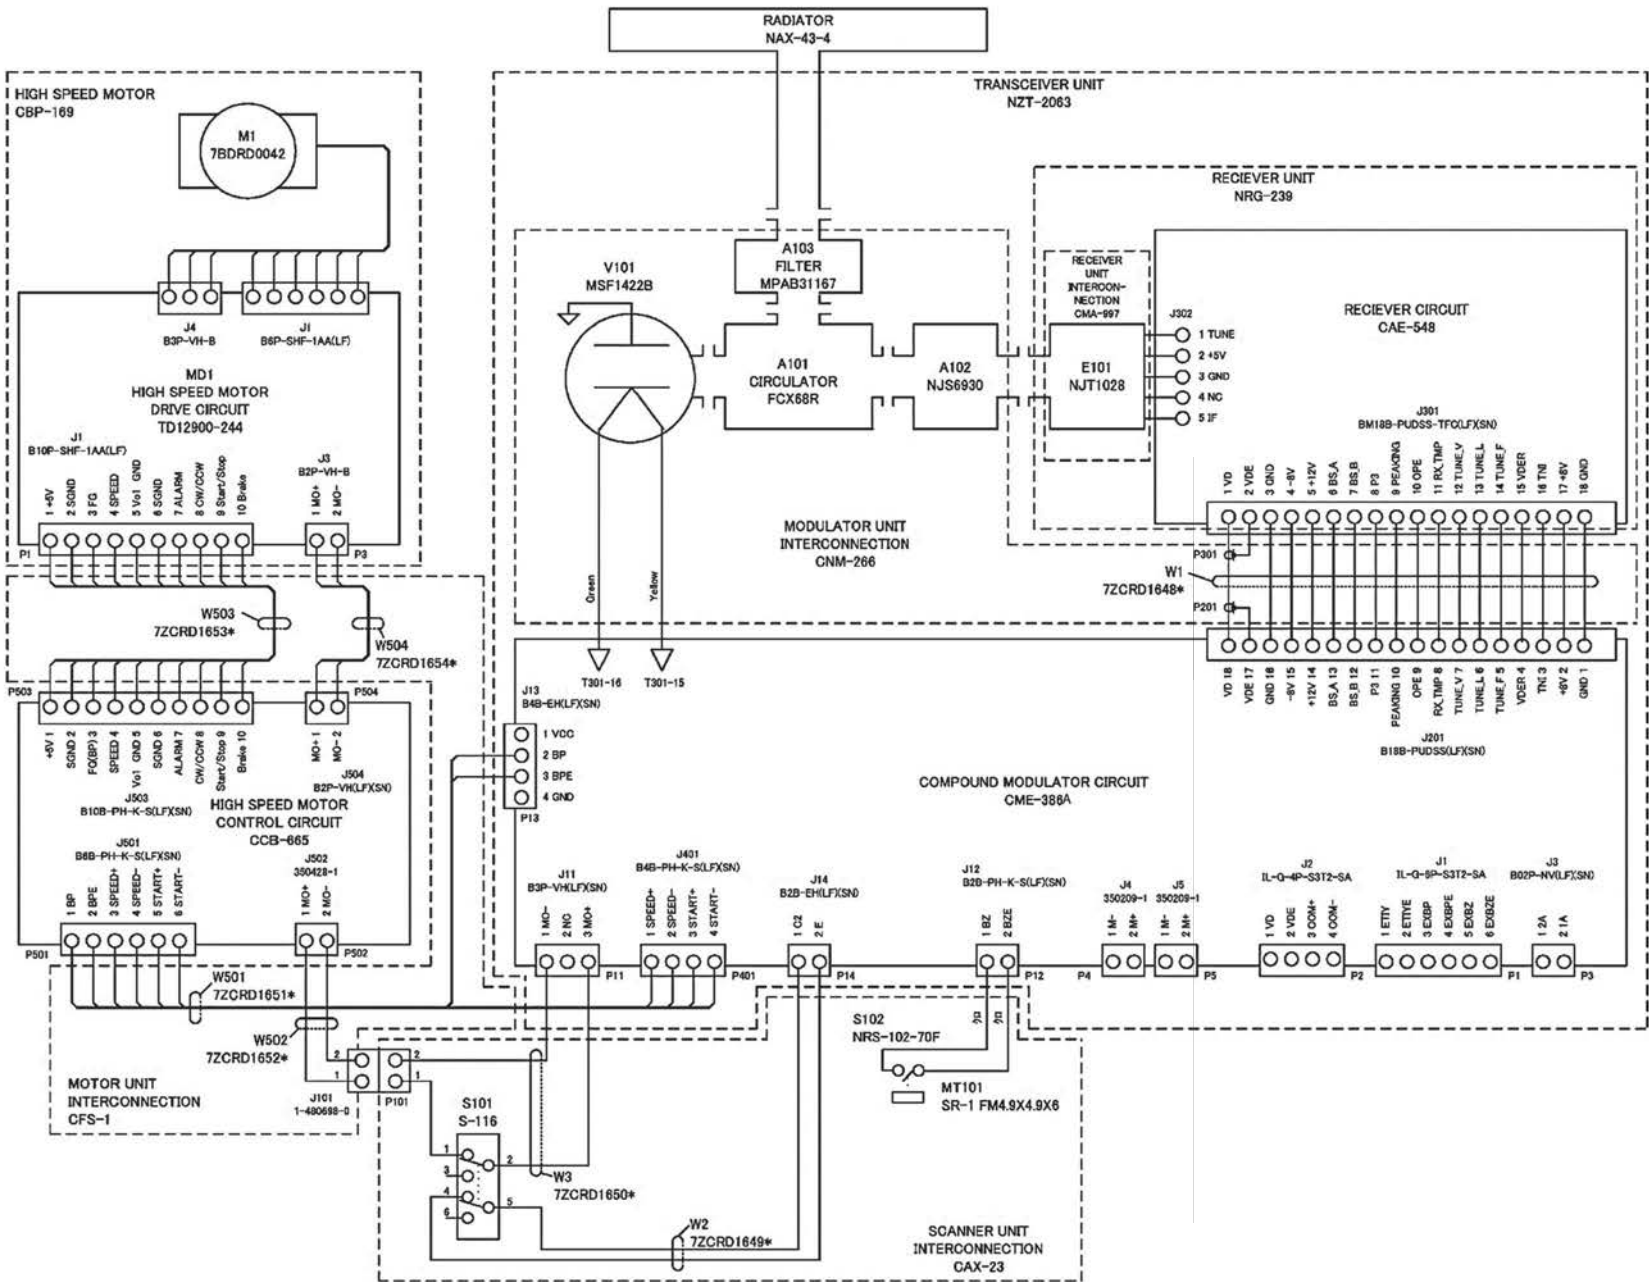 RADIATOR
NAX-43-4
HIGH SPEED MOTOR
CBP-169
M1
7BDRD0042
J4
B3P-VH-B
J1
B6P-SHF-1AA(LF)
MD1
HIGH SPEED MOTOR
DRIVE CIRCUIT
TD12900-244
J1
B10P-SHF-1AA(LF)
J3
B2P-VH-B
1 +5V
2 SGND
3 FG
4 SPEED
5 Vol GND
6 SGND
7 ALARM
8 CW/CCW
9 Start/Stop
10 Brake
1 MO+
2 MO-
P1
P3
W503
7ZCRD1653*
W504
7ZCRD1654*
P503
P504
+5V 1
SGND 2
FG(BP) 3
SPEED 4
Vol GND 5
SGND 6
ALARM 7
CW/CCW 8
Start/Stop 9
Brake 10
MO+ 1
MO- 2
J504
B2P-VH(LF)(SN)
J503
B10B-PH-K-S(LF)(SN)
HIGH SPEED MOTOR
CONTROL CIRCUIT
CCB-665
J501
B6B-PH-K-S(LF)(SN)
J502
350428-1
1 BP
2 BPE
3 SPEED+
4 SPEED-
5 START+
6 START-
1 MO+
2 MO-
P501
P502
W501
7ZCRD1651*
W502
7ZCRD1652*
MOTOR UNIT
INTERCONNECTION
CFS-1
2
1
J101
1-480698-0
2
1
P101
TRANSCEIVER UNIT
NZT-2063
RECIEVER UNIT
NRG-239
A103
FILTER
MPAB31167
V101
MSF1422B
A101
CIRCULATOR
FCX68R
A102
NJS6930
RECEIVER
UNIT
INTERCON-
NECTION
CMA-997
E101
NJT1028
J302
1 TUNE
2 +5V
3 GND
4 NC
5 IF
RECIEVER CIRCUIT
CAE-548
J301
BM18B-PUDSS-TFC(LF)(SN)
1 VD
2 VDE
3 GND
4 -8V
5 +12V
6 BS_A
7 BS_B
8 P3
9 PEAKING
10 OPE
11 RX_TMP
12 TUNE_V
13 TUNE_L
14 TUNE_F
15 VDER
16 TNI
17 +8V
18 GND
MODULATOR UNIT
INTERCONNECTION
CNM-266
P301
W1
7ZCRD1648*
P201
Green
Yellow
T301-16
T301-15
VD 18
VDE 17
GND 16
-8V 15
+12V 14
BS_A 13
BS_B 12
P3 11
PEAKING 10
OPE 9
RX_TMP 8
TUNE_V 7
TUNE_L 6
TUNE_F 5
VDER 4
TNI 3
+8V 2
GND 1
J201
B18B-PUDSS(LF)(SN)
J13
B4B-EH(LF)(SN)
1 VCC
2 BP
3 BPE
4 GND
P13
COMPOUND MODULATOR CIRCUIT
CME-386A
J11
B3P-VH(LF)(SN)
1 MO-
2 NC
3 MO+
P11
J401
B4B-PH-K-S(LF)(SN)
1 SPEED+
2 SPEED-
3 START+
4 START-
P401
J14
B2B-EH(LF)(SN)
1 C2
2 E
P14
J12
B2B-PH-K-S(LF)(SN)
1 BZ
2 BZE
P12
J4
350209-1
1 M-
2 M+
P4
J5
350209-1
1 M-
2 M+
P5
J2
IL-G-4P-S3T2-SA
1 VD
2 VDE
3 COM+
4 COM-
P2
J1
IL-G-6P-S3T2-SA
1 ETIY
2 ETIYE
3 EXBP
4 EXBPE
5 EXBZ
6 EXBZE
P1
J3
B02P-NV(LF)(SN)
1 2A
2 1A
P3
クロ
クロ
S102
NRS-102-70F
MT101
SR-1 FM4.9X4.9X6
S101
S-116
1
2
3
4
5
6
W3
7ZCRD1650*
W2
7ZCRD1649*
SCANNER UNIT
INTERCONNECTION
CAX-23